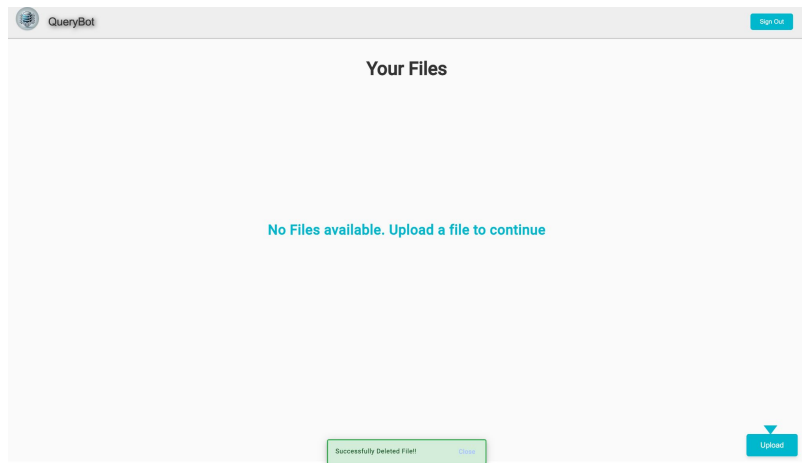 QueryBot
Sign Out
Your Files
No Files available. Upload a file to continue
Upload
Successfully Deleted File!!
Close